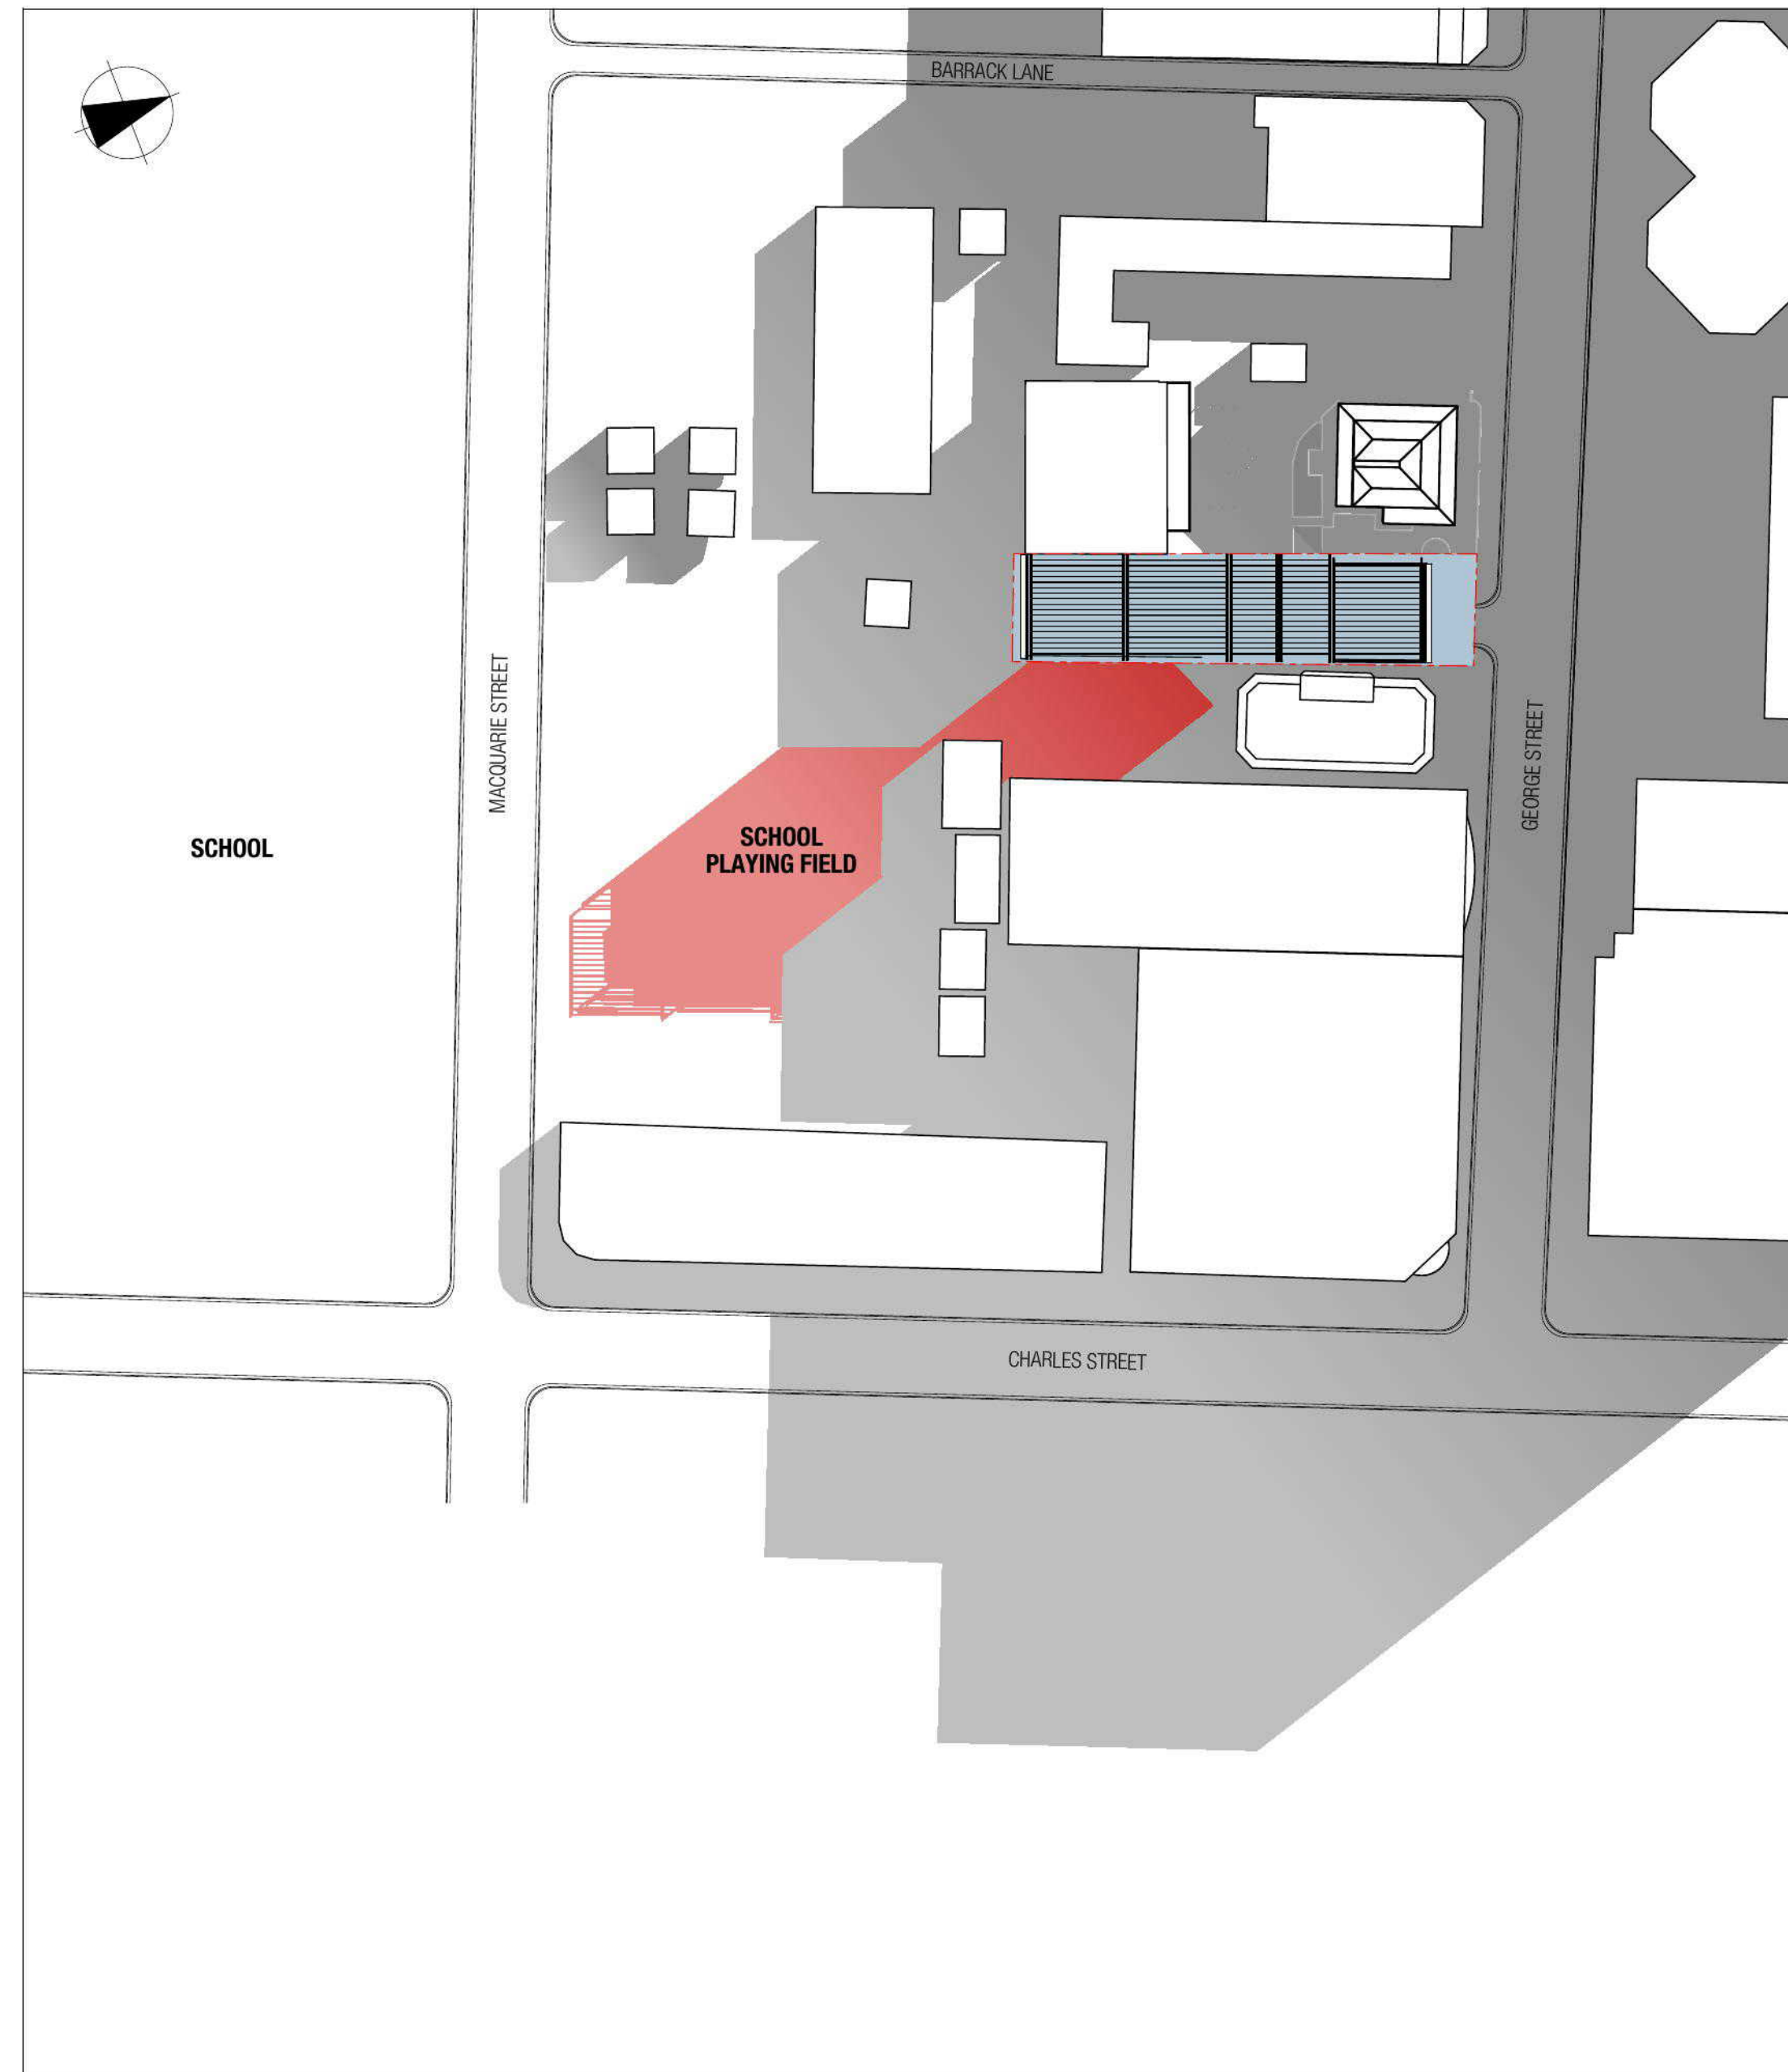 BARRACK LANE
MACQUARIE STREET
GEORGE STREET
SCHOOL
SCHOOL
PLAYING FIELD
CHARLES STREET